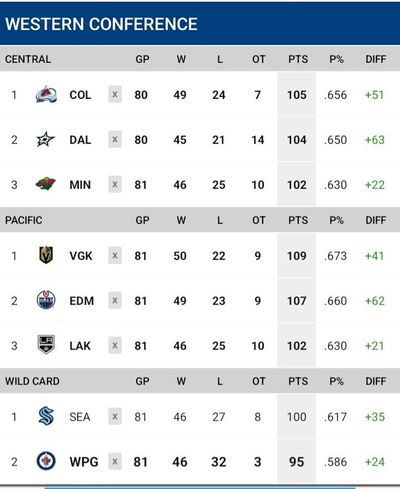 WESTERN CONFERENCE
CENTRAL GP W L OT PTS P% DIFF
1 COL x 80 49 24 7 105 .656 +51
2 DAL x 80 45 21 14 104 .650 +63
3 MIN x 81 46 25 10 102 .630 +22
PACIFIC GP W L OT PTS P% DIFF
1 VGK x 81 50 22 9 109 .673 +41
2 EDM x 81 49 23 9 107 .660 +62
3 LAK x 81 46 25 10 102 .630 +21
WILD CARD GP W L OT PTS P% DIFF
1 SEA x 81 46 27 8 100 .617 +35
2 WPG x 81 46 32 3 95 .586 +24